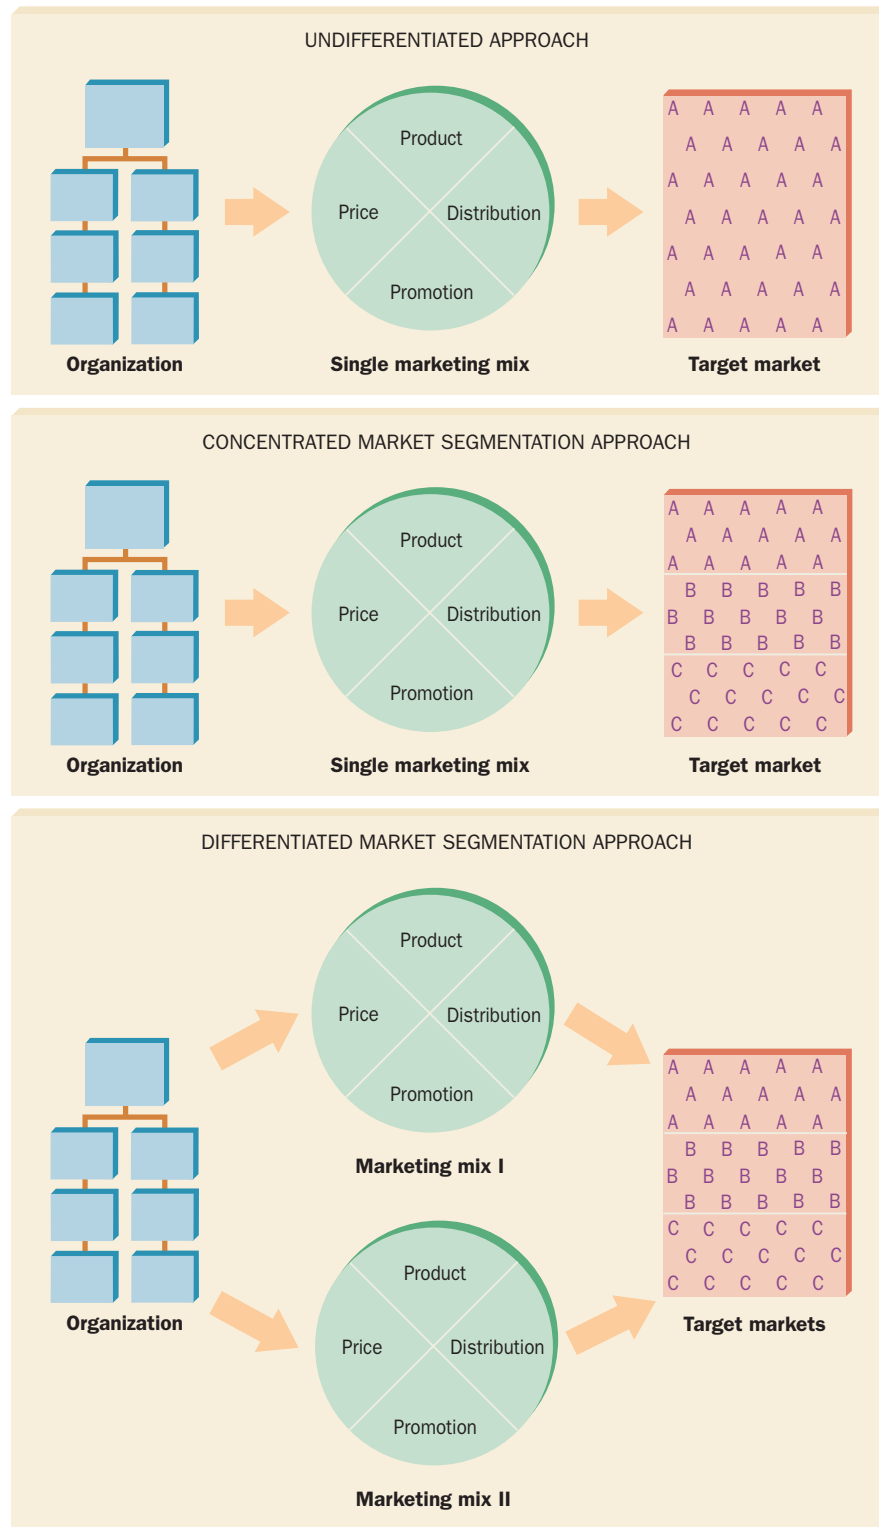 UNDIFFERENTIATED APPROACH
Product
Price
Distribution
Promotion
A A A A A
A A A A A
A A A A A
A A A A A
A A A A A
A A A A A
A A A A A
Organization
Single marketing mix
Target market
CONCENTRATED MARKET SEGMENTATION APPROACH
Product
Price
Distribution
Promotion
A A A A A
A A A A A
A A A A A
B B B B B
B B B B B
B B B B B
C C C C C
C C C C C
C C C C C
Organization
Single marketing mix
Target market
DIFFERENTIATED MARKET SEGMENTATION APPROACH
Product
Price
Distribution
Promotion
Marketing mix I
A A A A A
A A A A A
A A A A A
B B B B B
B B B B B
B B B B B
C C C C C
C C C C C
C C C C C
Organization
Target markets
Product
Price
Distribution
Promotion
Marketing mix II